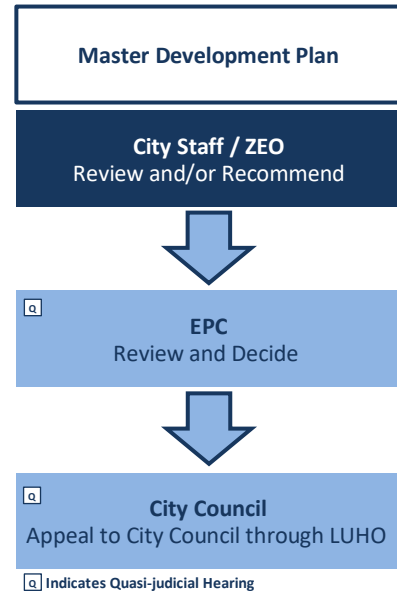 Master Development Plan
City Staff / ZEO
Review and/or Recommend
Q
EPC
Review and Decide
Q
City Council
Appeal to City Council through LUHO
Q Indicates Quasi-judicial Hearing